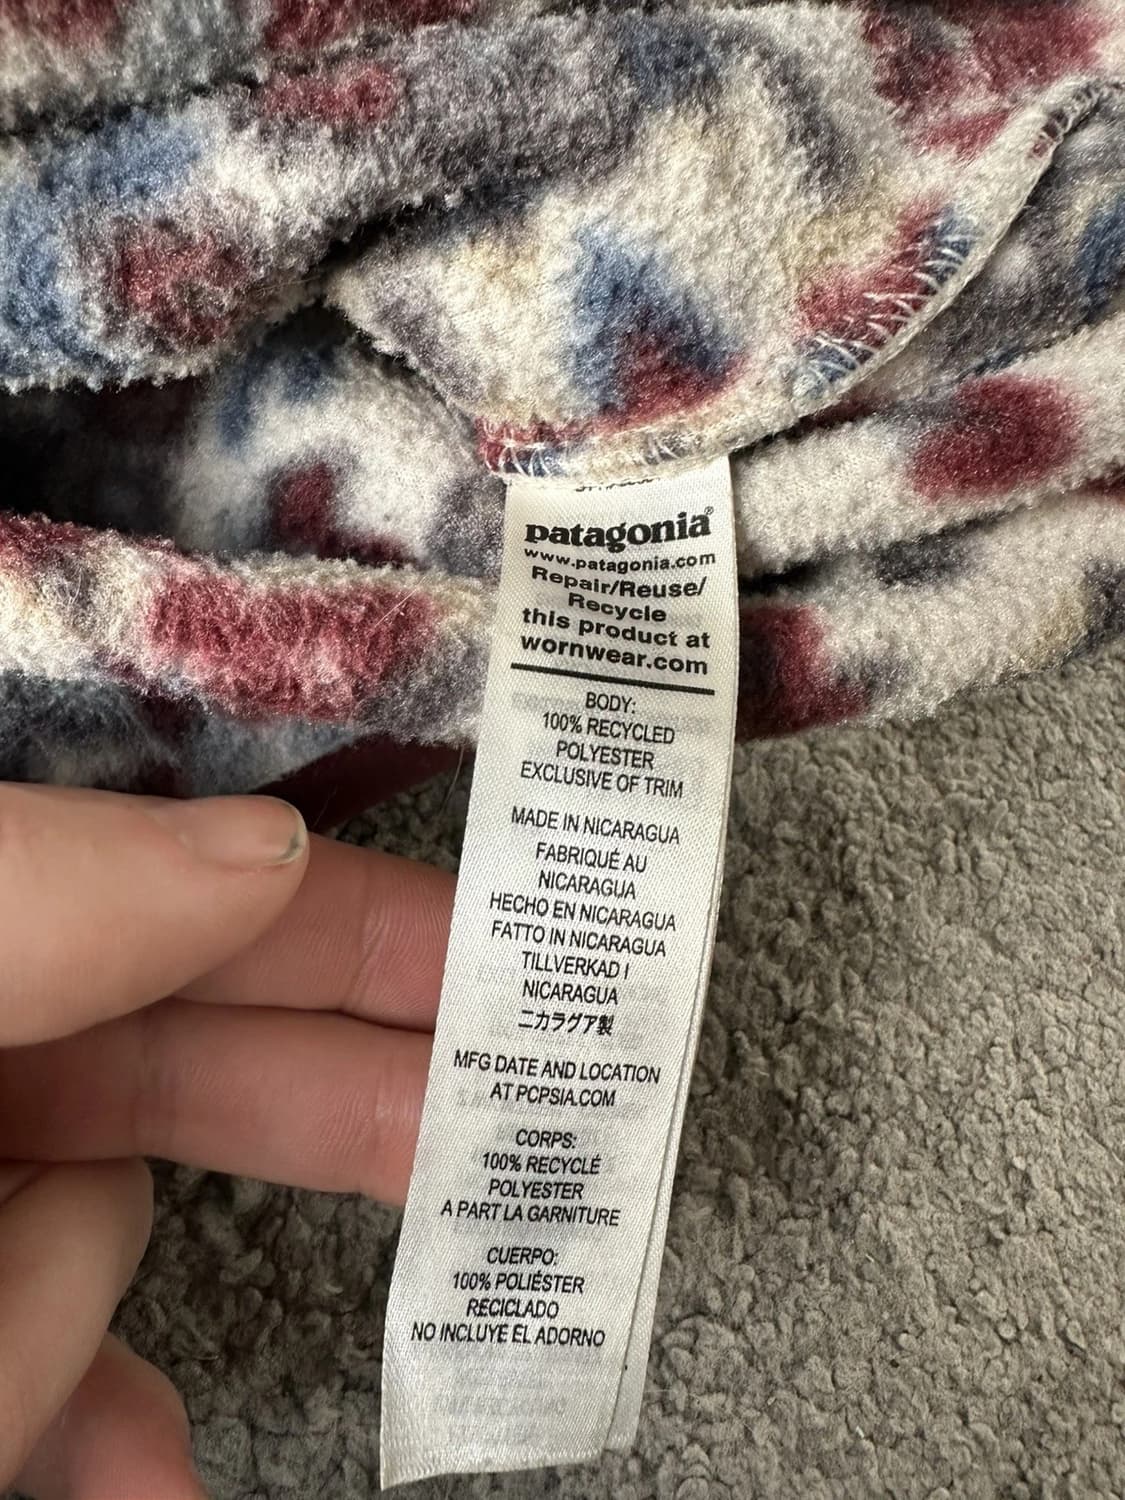 patagonia®
www.patagonia.com
Repair/Reuse/
Recycle
this product at
wornwear.com
BODY:
100% RECYCLED
POLYESTER
EXCLUSIVE OF TRIM
MADE IN NICARAGUA
FABRIQUÉ AU
NICARAGUA
HECHO EN NICARAGUA
FATTO IN NICARAGUA
TILLVERKAD I
NICARAGUA
ニカラグア製
MFG DATE AND LOCATION
AT PCPSIA.COM
CORPS:
100% RECYCLÉ
POLYESTER
A PART LA GARNITURE
CUERPO:
100% POLIÉSTER
RECICLADO
NO INCLUYE EL ADORNO